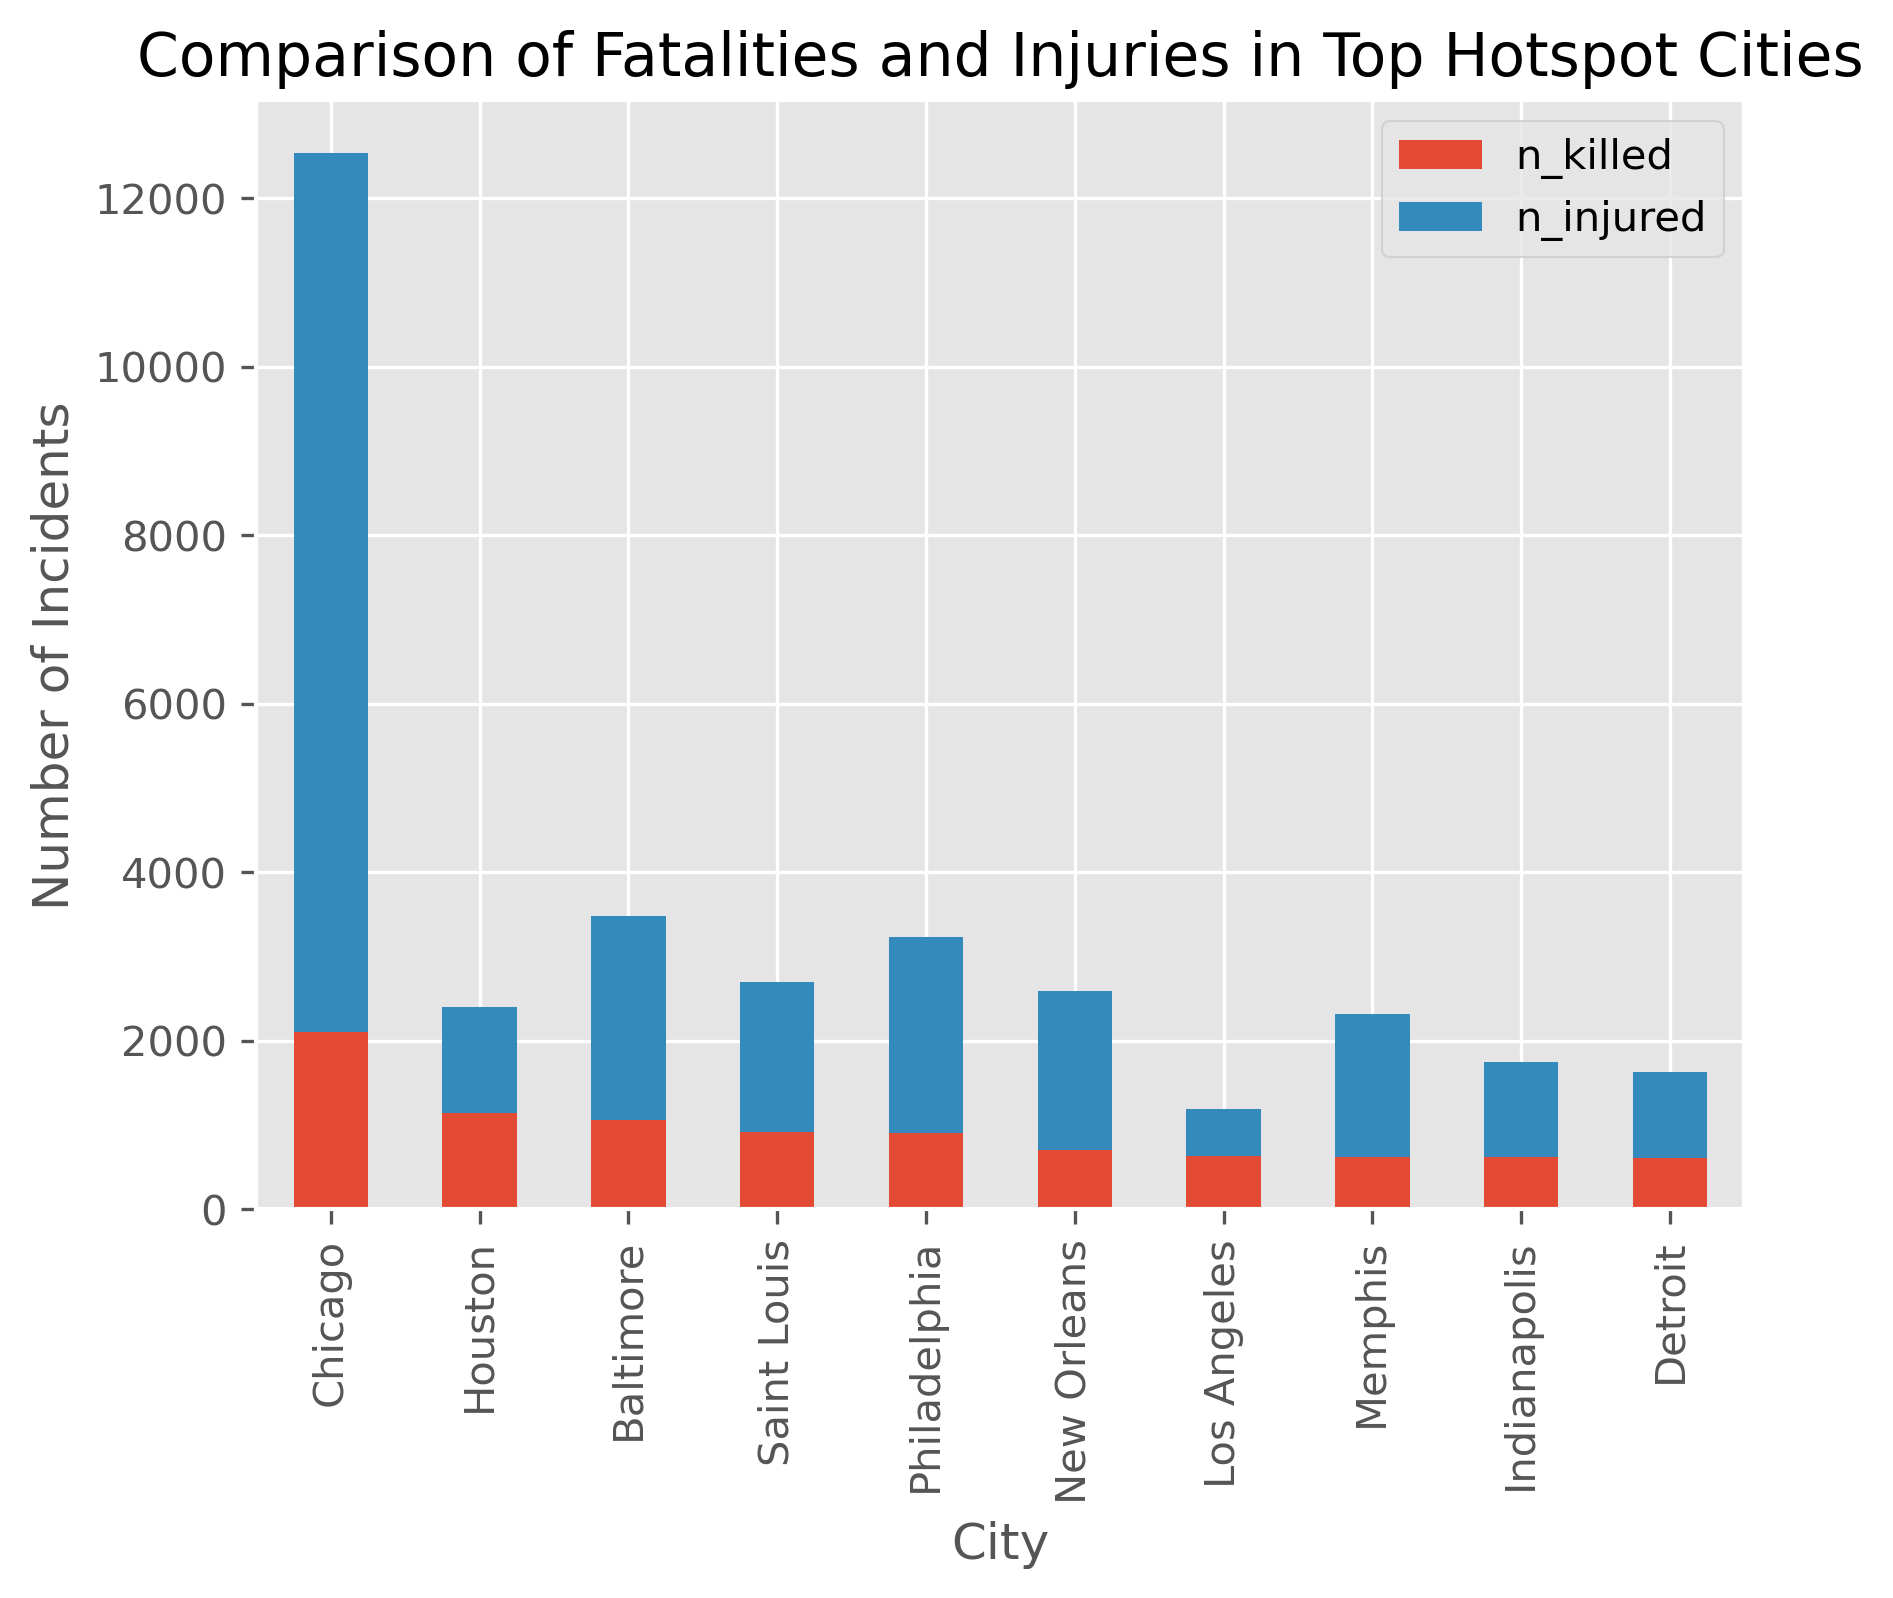 Comparison of Fatalities and Injuries in Top Hotspot Cities
n_killed
n_injured
12000
10000
8000
6000
4000
2000
0
Number of Incidents
Chicago
Houston
Baltimore
Saint Louis
Philadelphia
New Orleans
Los Angeles
Memphis
Indianapolis
Detroit
City